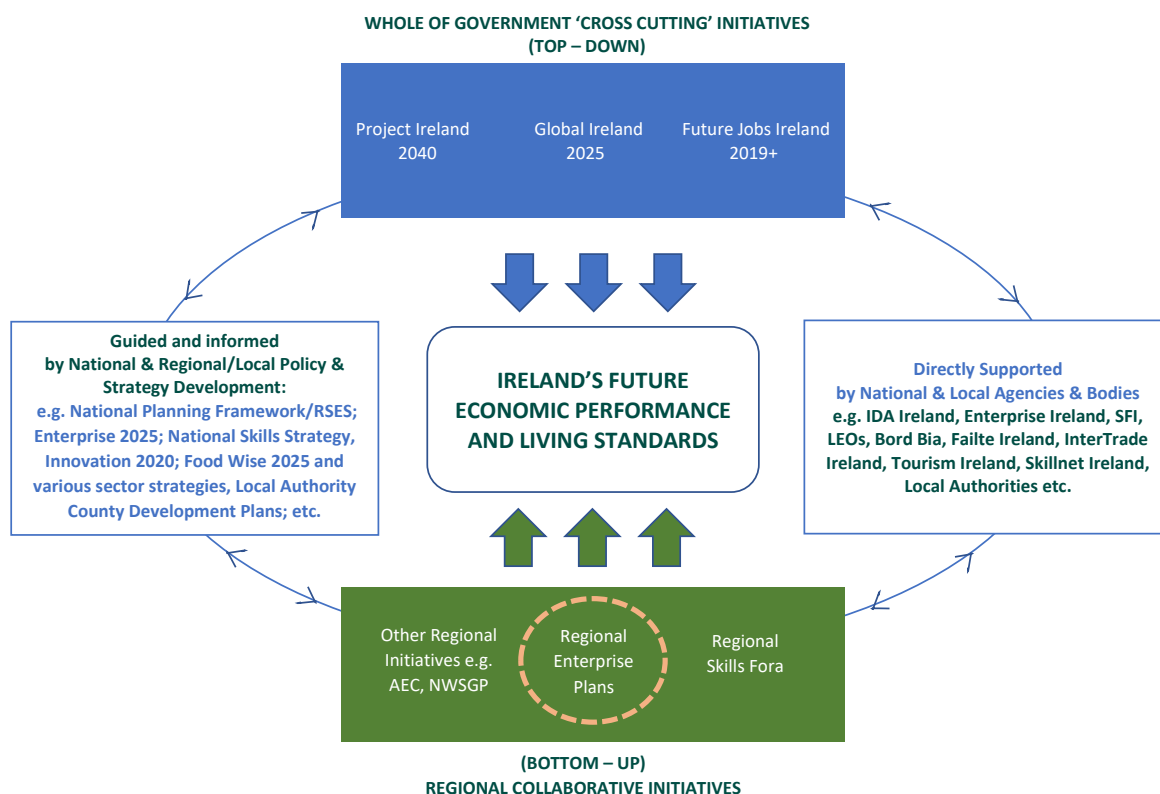 WHOLE OF GOVERNMENT ‘CROSS CUTTING’ INITIATIVES
(TOP – DOWN)
Project Ireland
2040
Global Ireland
2025
Future Jobs Ireland
2019+
Guided and informed
by National & Regional/Local Policy &
Strategy Development:
e.g. National Planning Framework/RSES;
Enterprise 2025; National Skills Strategy,
Innovation 2020; Food Wise 2025 and
various sector strategies, Local Authority
County Development Plans; etc.
IRELAND’S FUTURE
ECONOMIC PERFORMANCE
AND LIVING STANDARDS
Directly Supported
by National & Local Agencies & Bodies
e.g. IDA Ireland, Enterprise Ireland, SFI,
LEOs, Bord Bia, Failte Ireland, InterTrade
Ireland, Tourism Ireland, Skillnet Ireland,
Local Authorities etc.
Other Regional
Initiatives e.g.
AEC, NWSGP
Regional
Enterprise
Plans
Regional
Skills Fora
(BOTTOM – UP)
REGIONAL COLLABORATIVE INITIATIVES